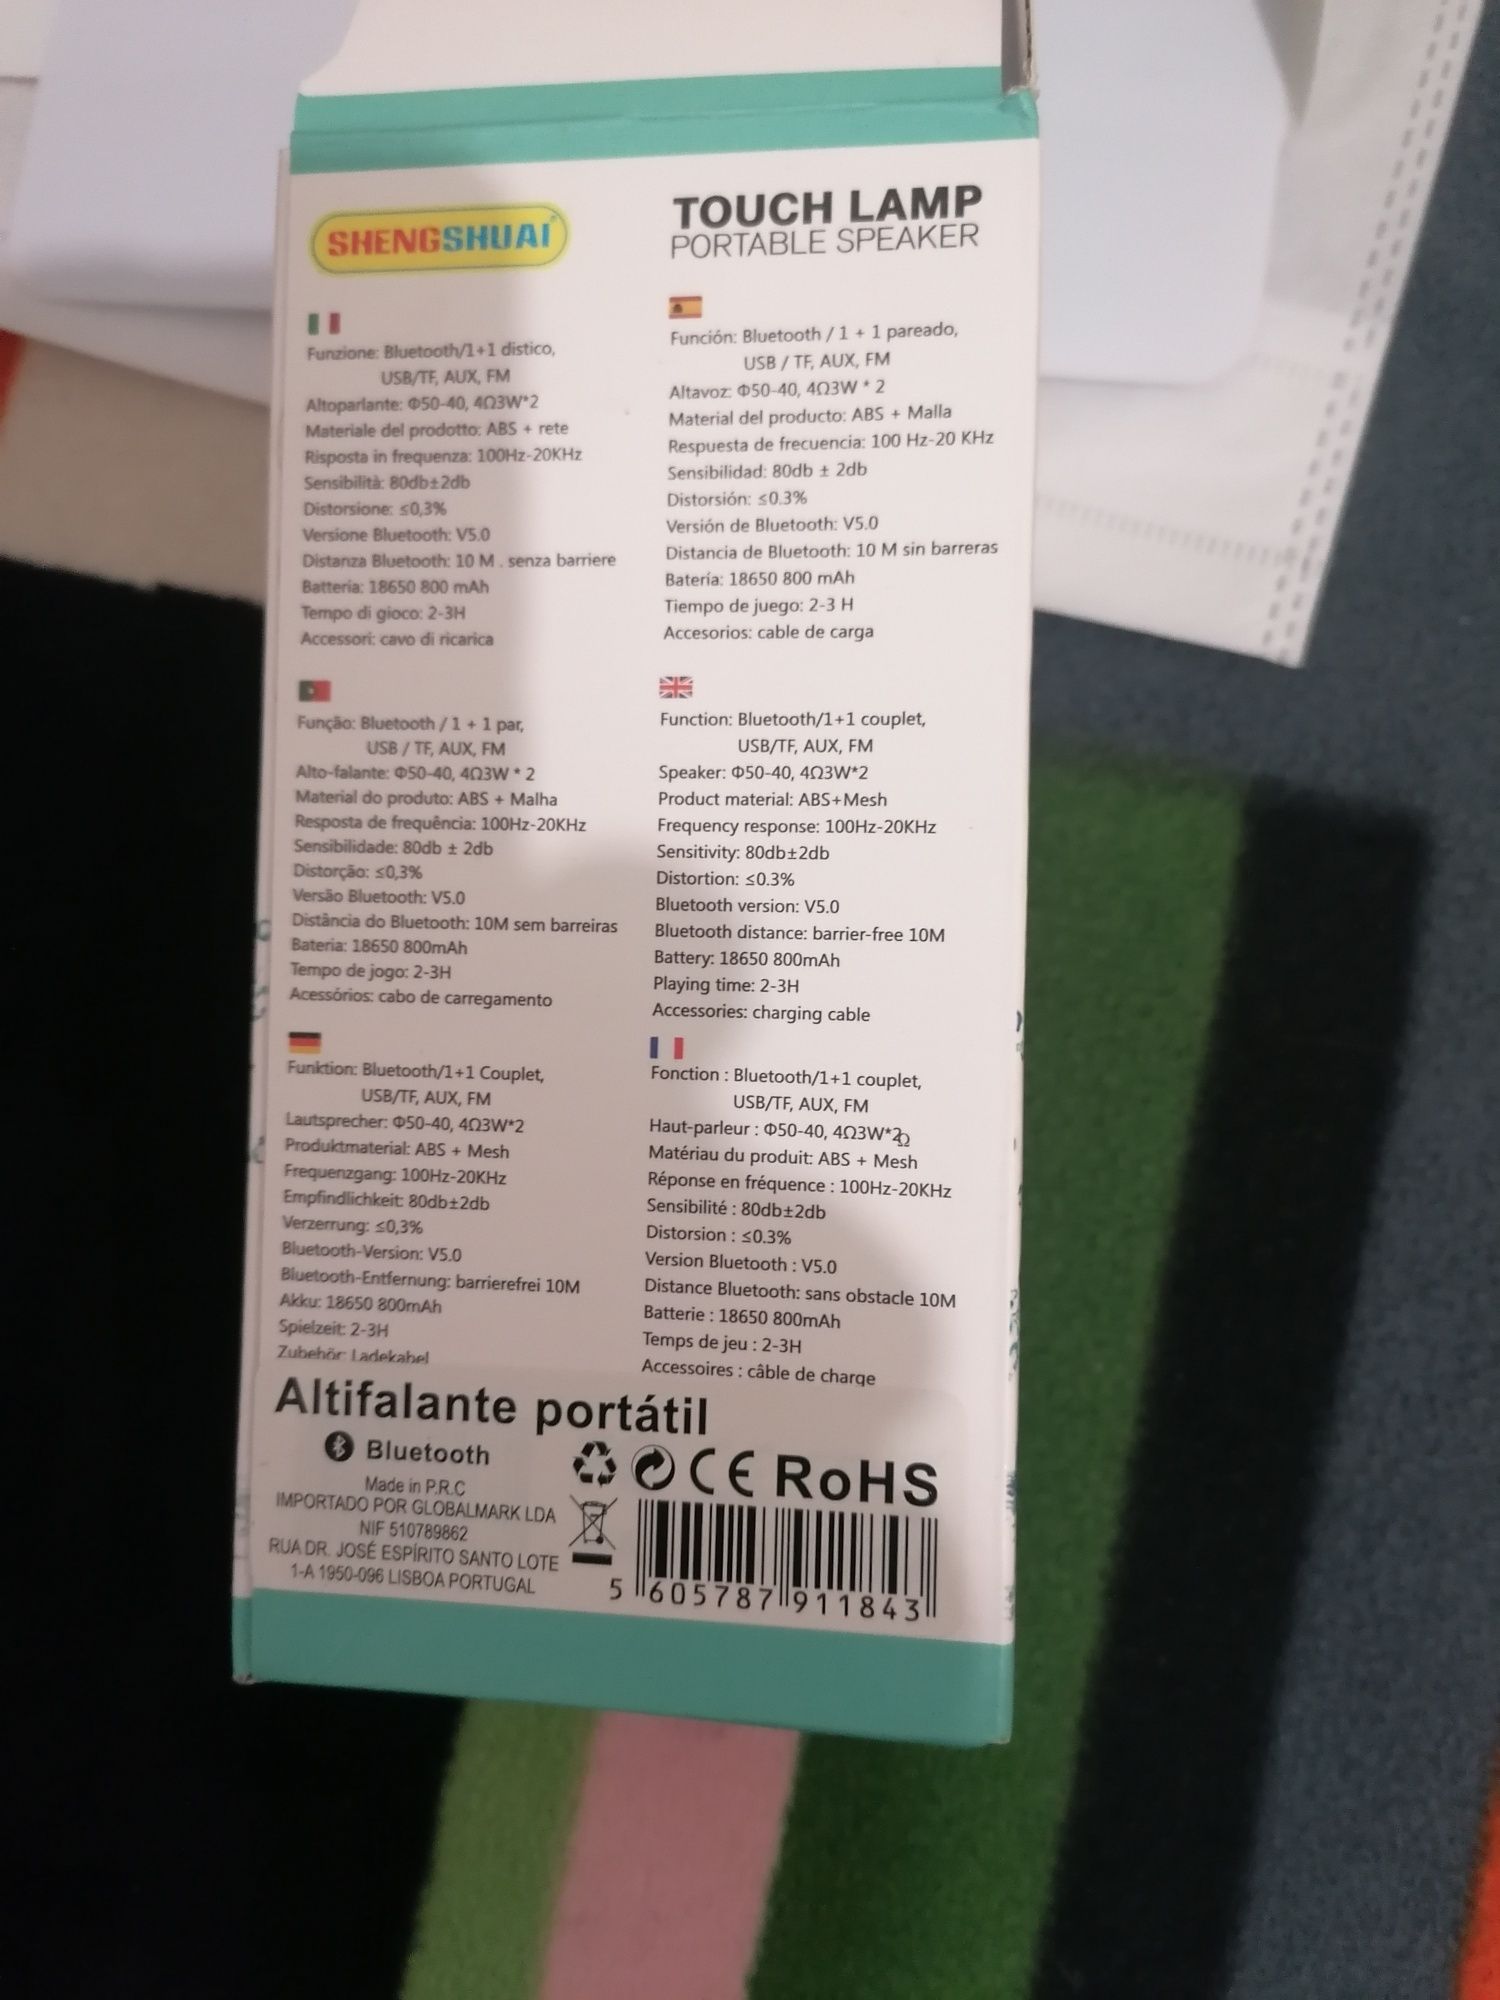 SHENGSHUAI
TOUCH LAMP
PORTABLE SPEAKER
Funzione: Bluetooth/1+1 distico,
USB/TF, AUX, FM
Altoparlante: Φ50-40, 4Ω3W*2
Materiale del prodotto: ABS + rete
Risposta in frequenza: 100Hz-20KHz
Sensibilità: 80db±2db
Distorsione: ≤0,3%
Versione Bluetooth: V5.0
Distanza Bluetooth: 10 M . senza barriere
Batteria: 18650 800 mAh
Tempo di gioco: 2-3H
Accessori: cavo di ricarica
Función: Bluetooth / 1 + 1 pareado,
USB / TF, AUX, FM
Altavoz: Φ50-40, 4Ω3W * 2
Material del producto: ABS + Malla
Respuesta de frecuencia: 100 Hz-20 KHz
Sensibilidad: 80db ± 2db
Distorsión: ≤0.3%
Versión de Bluetooth: V5.0
Distancia de Bluetooth: 10 M sin barreras
Batería: 18650 800 mAh
Tiempo de juego: 2-3 H
Accesorios: cable de carga
Função: Bluetooth / 1 + 1 par,
USB / TF, AUX, FM
Alto-falante: Φ50-40, 4Ω3W * 2
Material do produto: ABS + Malha
Resposta de frequência: 100Hz-20KHz
Sensibilidade: 80db ± 2db
Distorção: ≤0,3%
Versão Bluetooth: V5.0
Distância do Bluetooth: 10M sem barreiras
Bateria: 18650 800mAh
Tempo de jogo: 2-3H
Acessórios: cabo de carregamento
Function: Bluetooth/1+1 couplet,
USB/TF, AUX, FM
Speaker: Φ50-40, 4Ω3W*2
Product material: ABS+Mesh
Frequency response: 100Hz-20KHz
Sensitivity: 80db±2db
Distortion: ≤0.3%
Bluetooth version: V5.0
Bluetooth distance: barrier-free 10M
Battery: 18650 800mAh
Playing time: 2-3H
Accessories: charging cable
Funktion: Bluetooth/1+1 Couplet,
USB/TF, AUX, FM
Lautsprecher: Φ50-40, 4Ω3W*2
Produktmaterial: ABS + Mesh
Frequenzgang: 100Hz-20KHz
Empfindlichkeit: 80db±2db
Verzerrung: ≤0,3%
Bluetooth-Version: V5.0
Bluetooth-Entfernung: barrierefrei 10M
Akku: 18650 800mAh
Spielzeit: 2-3H
Zubehör: Ladekabel
Fonction : Bluetooth/1+1 couplet,
USB/TF, AUX, FM
Haut-parleur : Φ50-40, 4Ω3W*2Ω
Matériau du produit: ABS + Mesh
Réponse en fréquence : 100Hz-20KHz
Sensibilité : 80db±2db
Distorsion : ≤0.3%
Version Bluetooth : V5.0
Distance Bluetooth: sans obstacle 10M
Batterie : 18650 800mAh
Temps de jeu : 2-3H
Accessoires : câble de charge
Altifalante portátil
Bluetooth
Made in P.R.C
IMPORTADO POR GLOBALMARK LDA
NIF 510789862
RUA DR. JOSÉ ESPÍRITO SANTO LOTE
1-A 1950-096 LISBOA PORTUGAL
CE RoHS
5 605787 911843